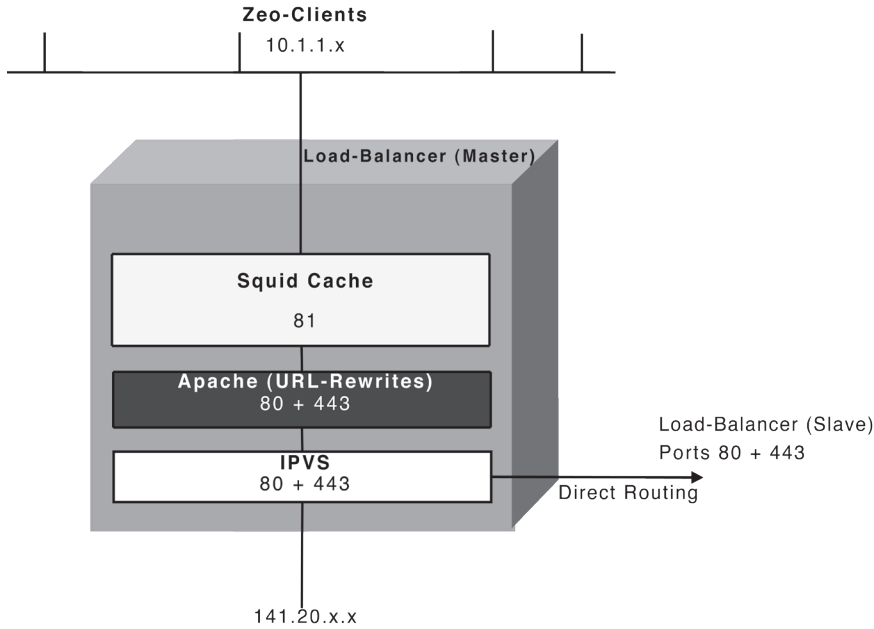 Zeo-Clients
10.1.1.x
Load-Balancer (Master)
Squid Cache
81
Apache (URL-Rewrites)
80 + 443
IPVS
80 + 443
Load-Balancer (Slave)
Ports 80 + 443
Direct Routing
141.20.x.x